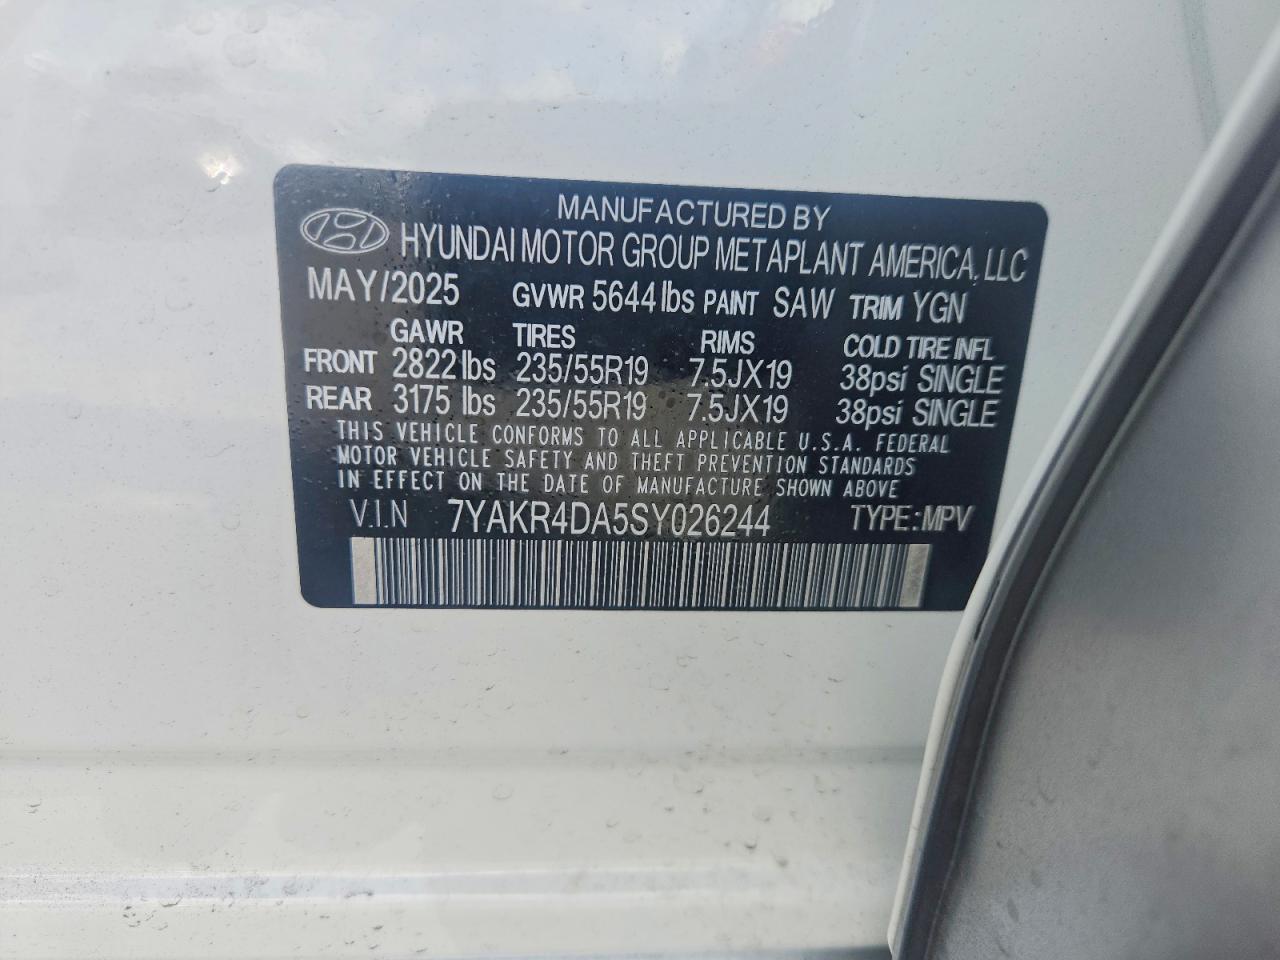 MANUFACTURED BY
HYUNDAI MOTOR GROUP METAPLANT AMERICA, LLC
MAY/2025 GVWR 5644 lbs PAINT SAW TRIM YGN
GAWR TIRES RIMS COLD TIRE INFL
FRONT 2822 lbs 235/55R19 7.5JX19 38psi SINGLE
REAR 3175 lbs 235/55R19 7.5JX19 38psi SINGLE
THIS VEHICLE CONFORMS TO ALL APPLICABLE U.S.A. FEDERAL
MOTOR VEHICLE SAFETY AND THEFT PREVENTION STANDARDS
IN EFFECT ON THE DATE OF MANUFACTURE SHOWN ABOVE
V.I.N 7YAKR4DA5SY026244 TYPE: MPV